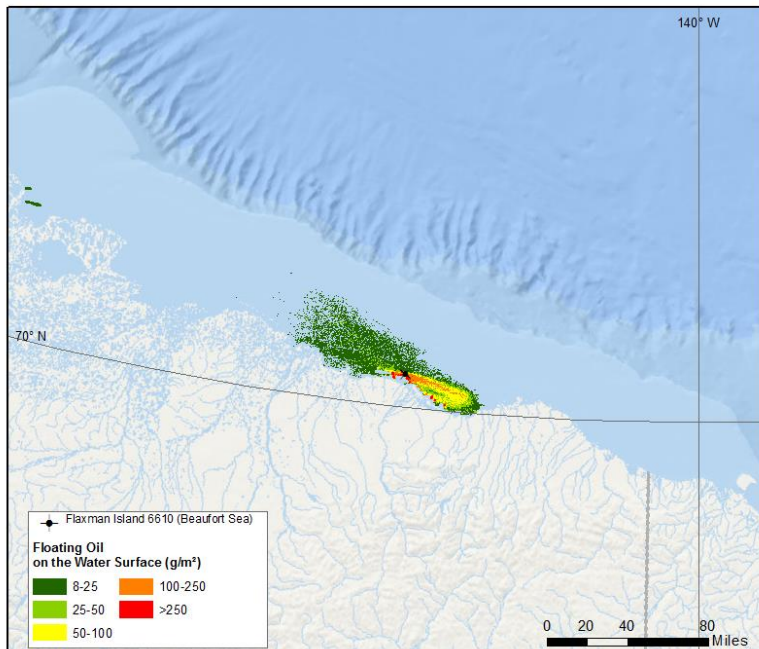 140° W
70° N
Flaxman Island 6610 (Beaufort Sea)
Floating Oil
on the Water Surface (g/m²)
8-25
100-250
25-50
>250
50-100
0 20 40 80
Miles